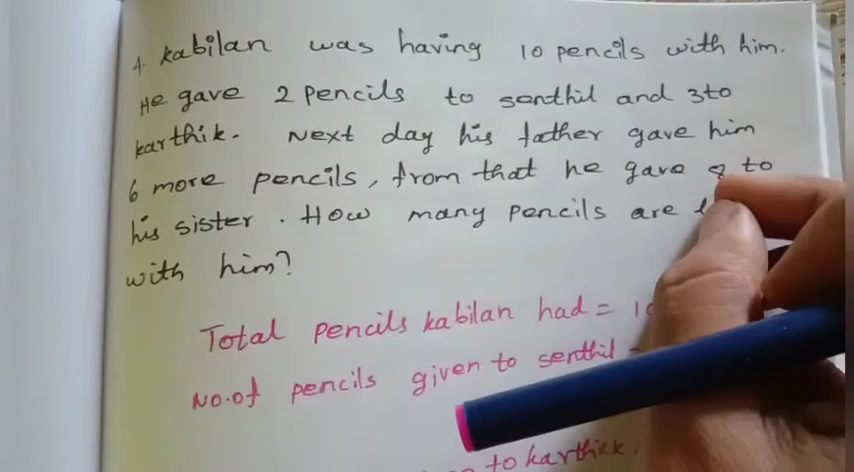 4. kabilan was having 10 pencils with him.
He gave 2 pencils to senthil and 3 to
karthik. Next day his father gave him
6 more pencils, from that he gave to
his sister. How many pencils are
with him?
Total pencils kabilan had = 10
No.of pencils given to senthil
to karthick.